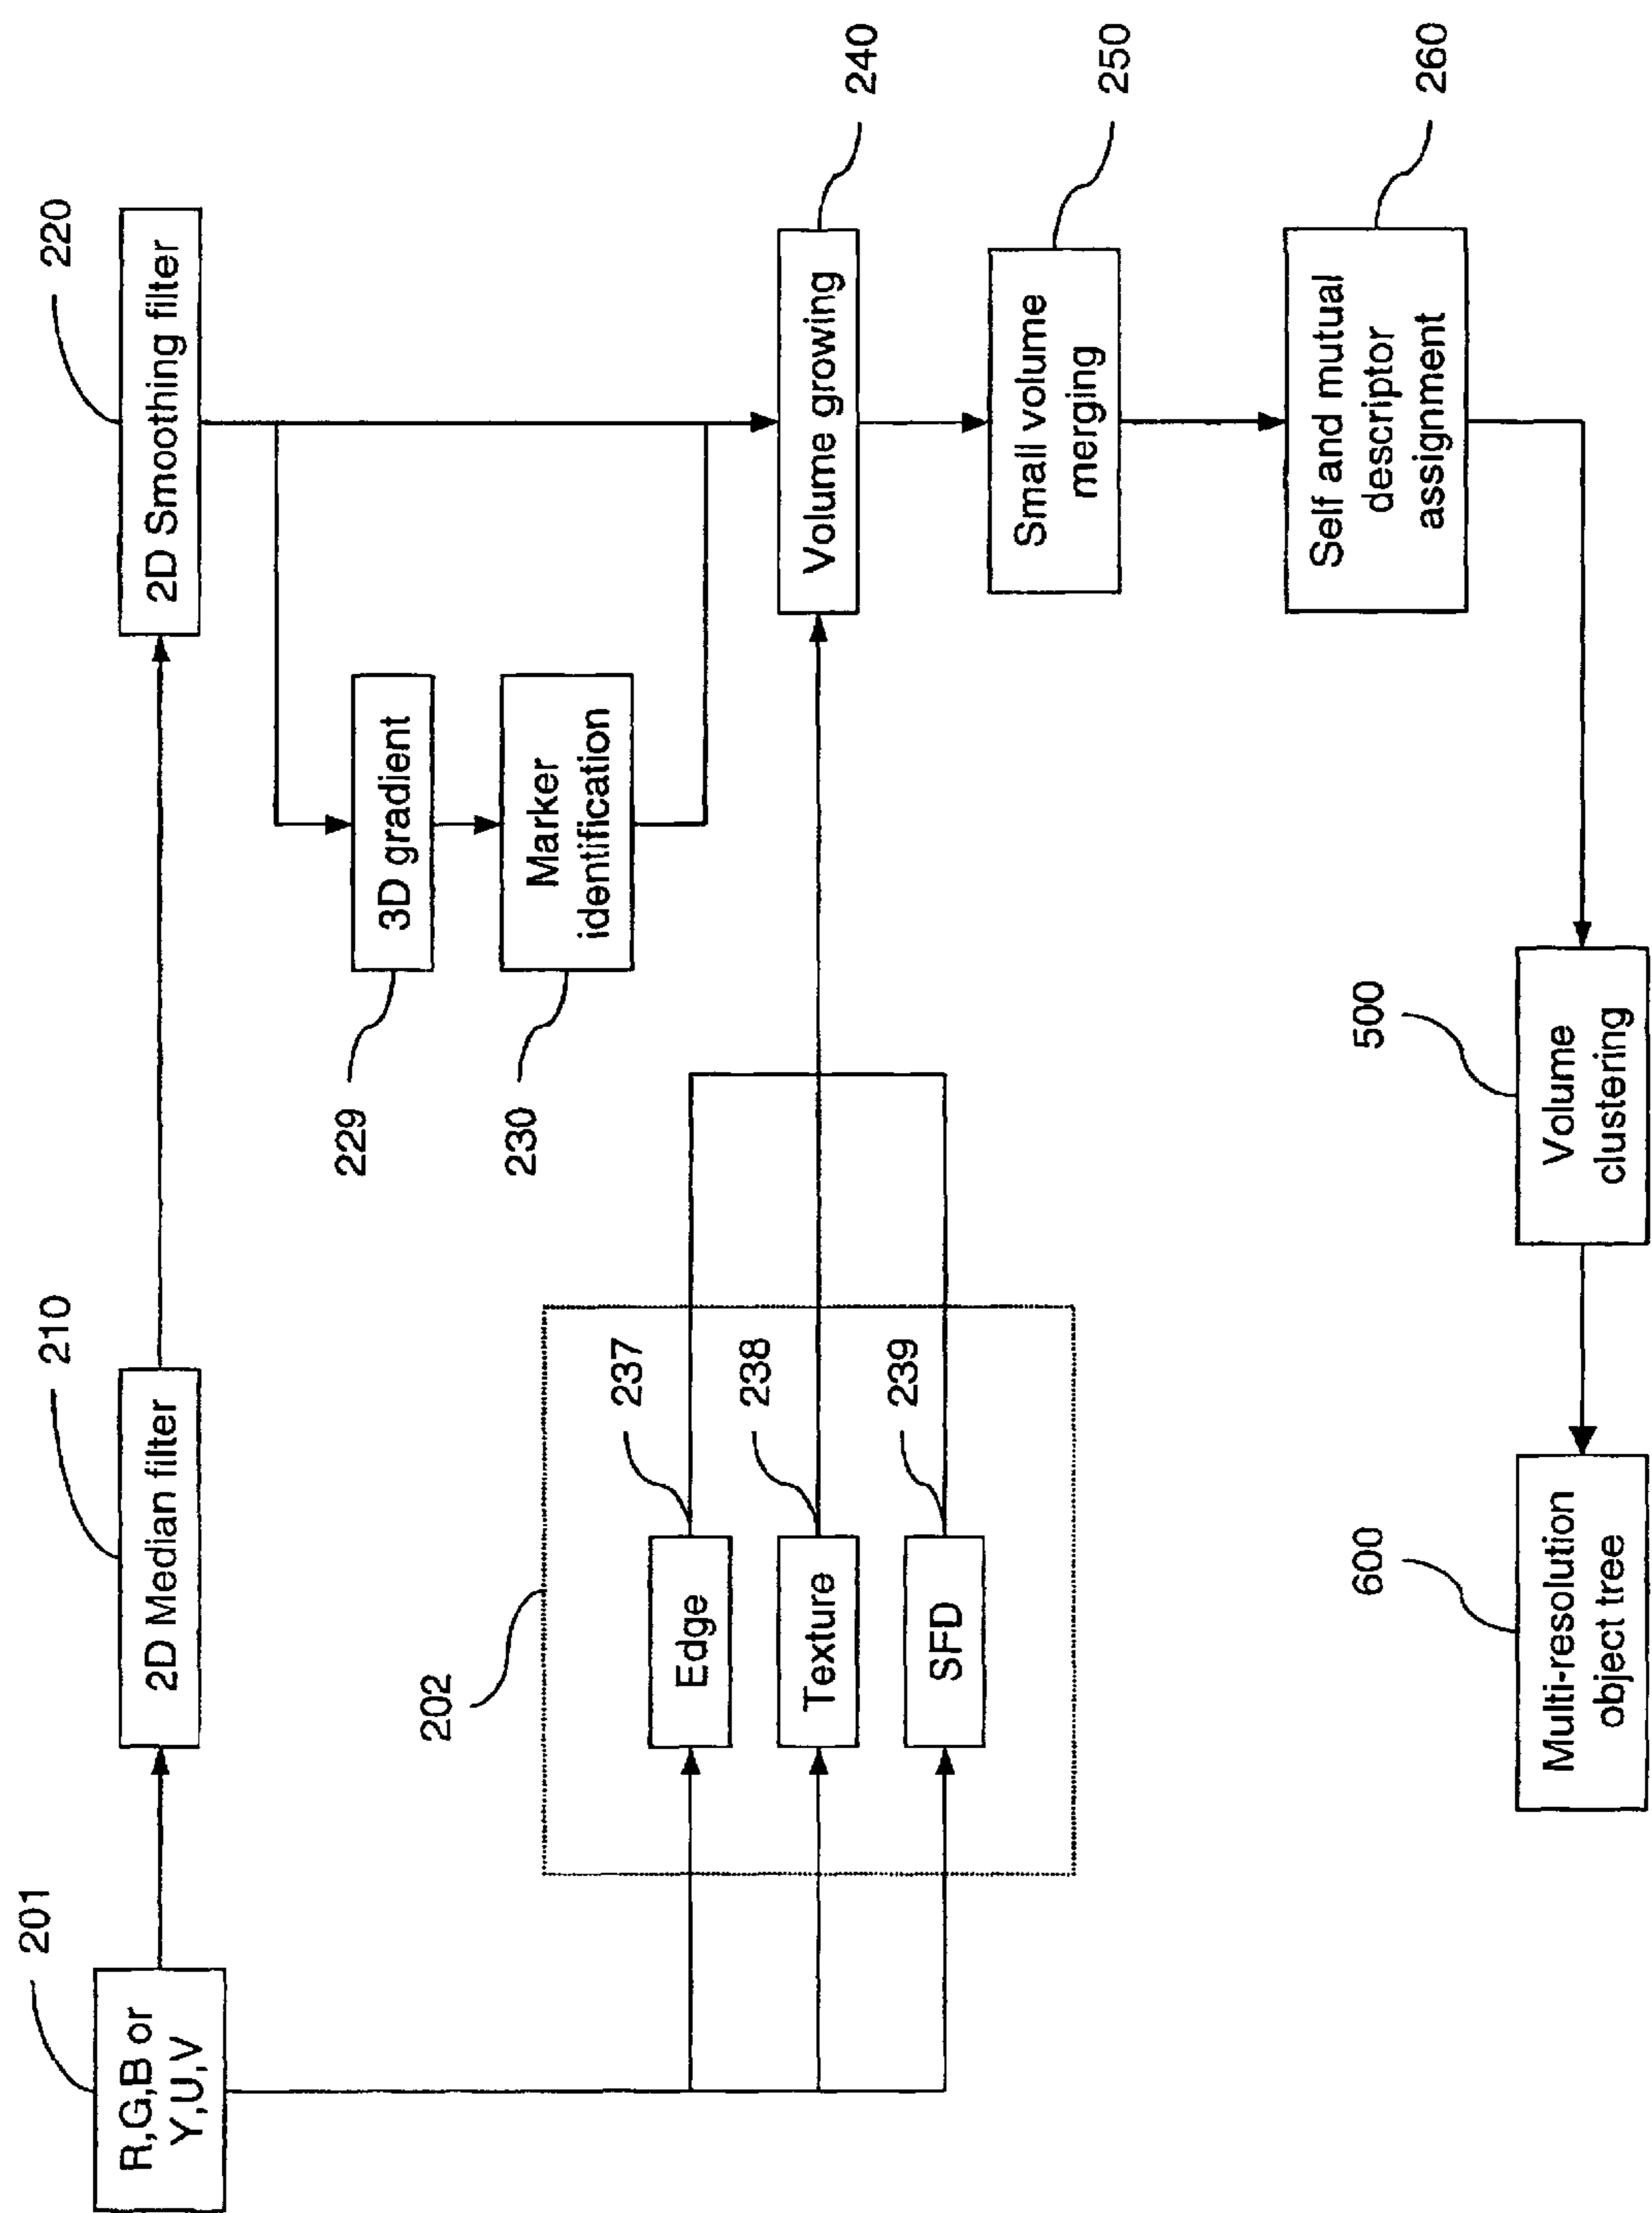 201
R,G,B or
Y,U,V
210
2D Median filter
220
2D Smoothing filter
229
3D gradient
230
Marker
identification
202
237
Edge
238
Texture
239
SFD
240
Volume growing
250
Small volume
merging
260
Self and mutual
descriptor
assignment
500
Volume
clustering
600
Multi-resolution
object tree